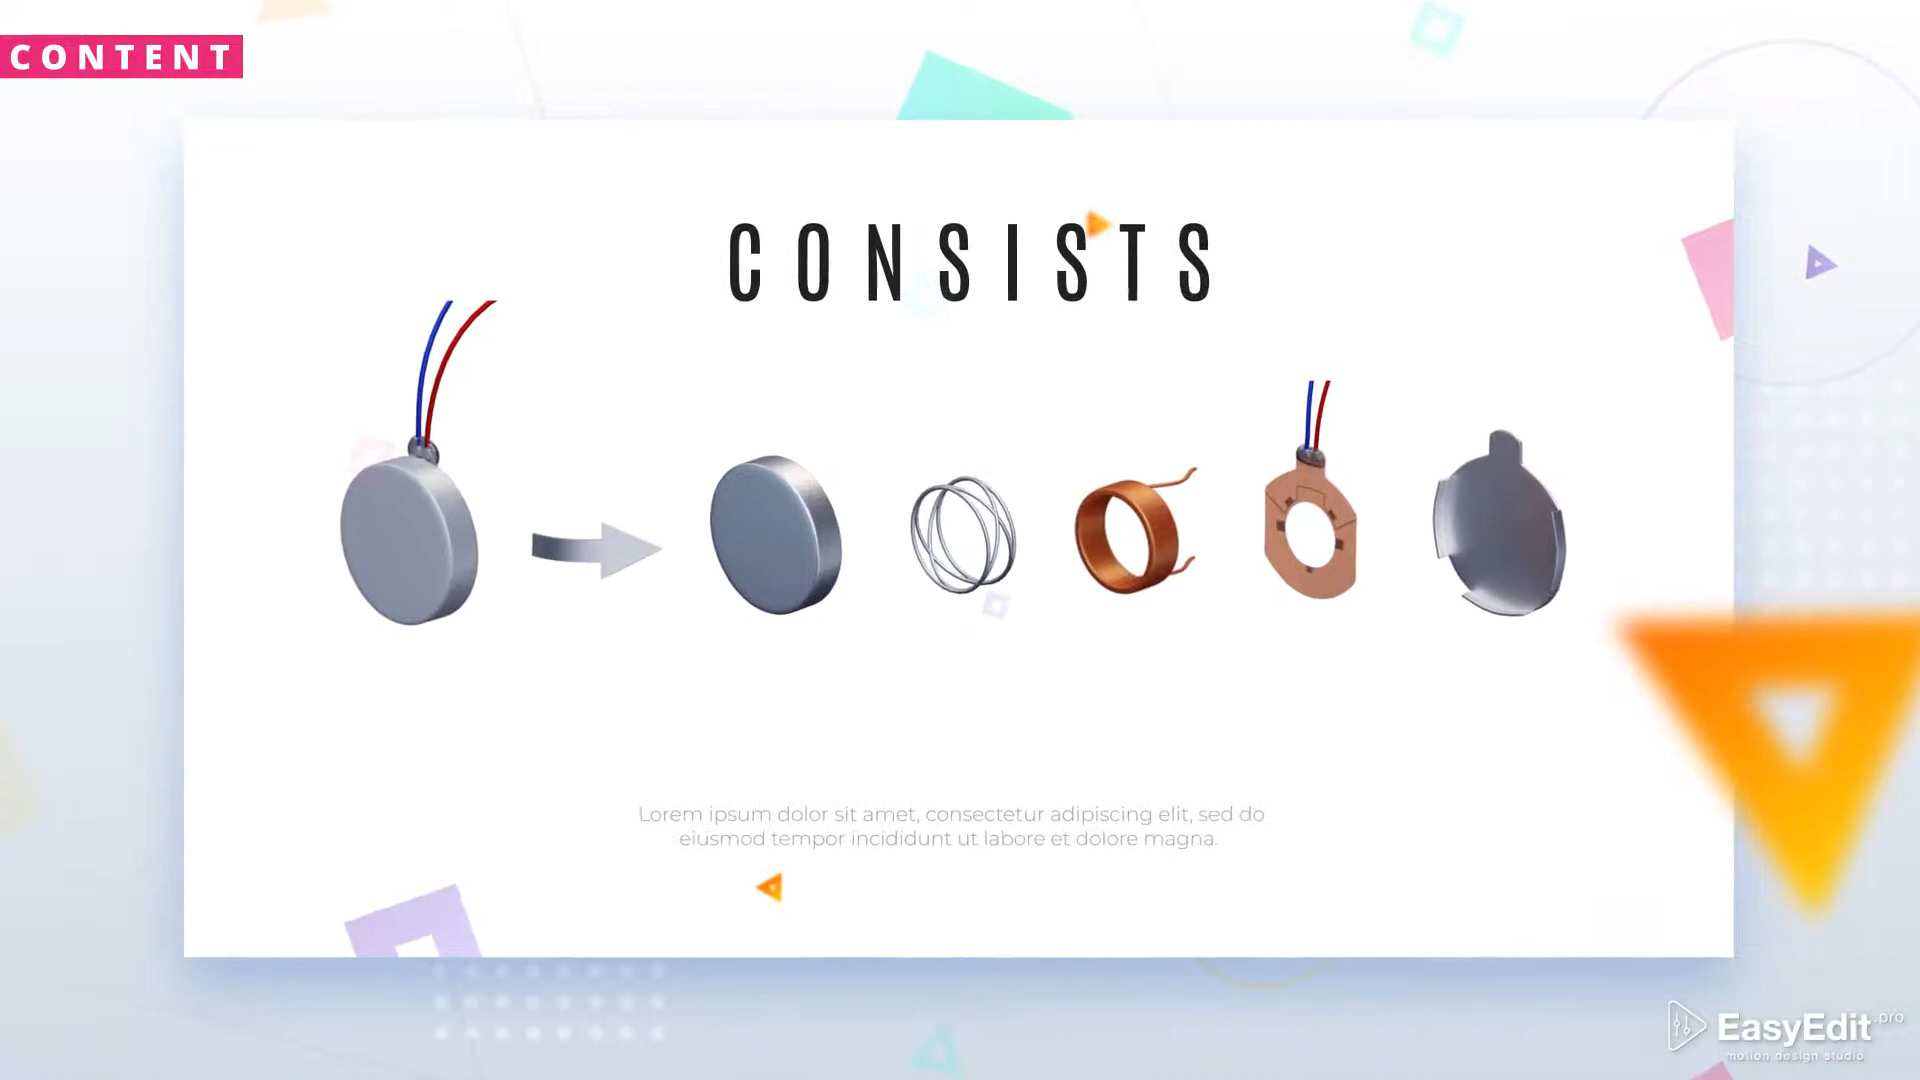 CONTENT
CONSISTS
Lorem ipsum dolor sit amet, consectetur adipiscing elit, sed do
eiusmod tempor incididunt ut labore et dolore magna.
EasyEdit.pro
motion design studio